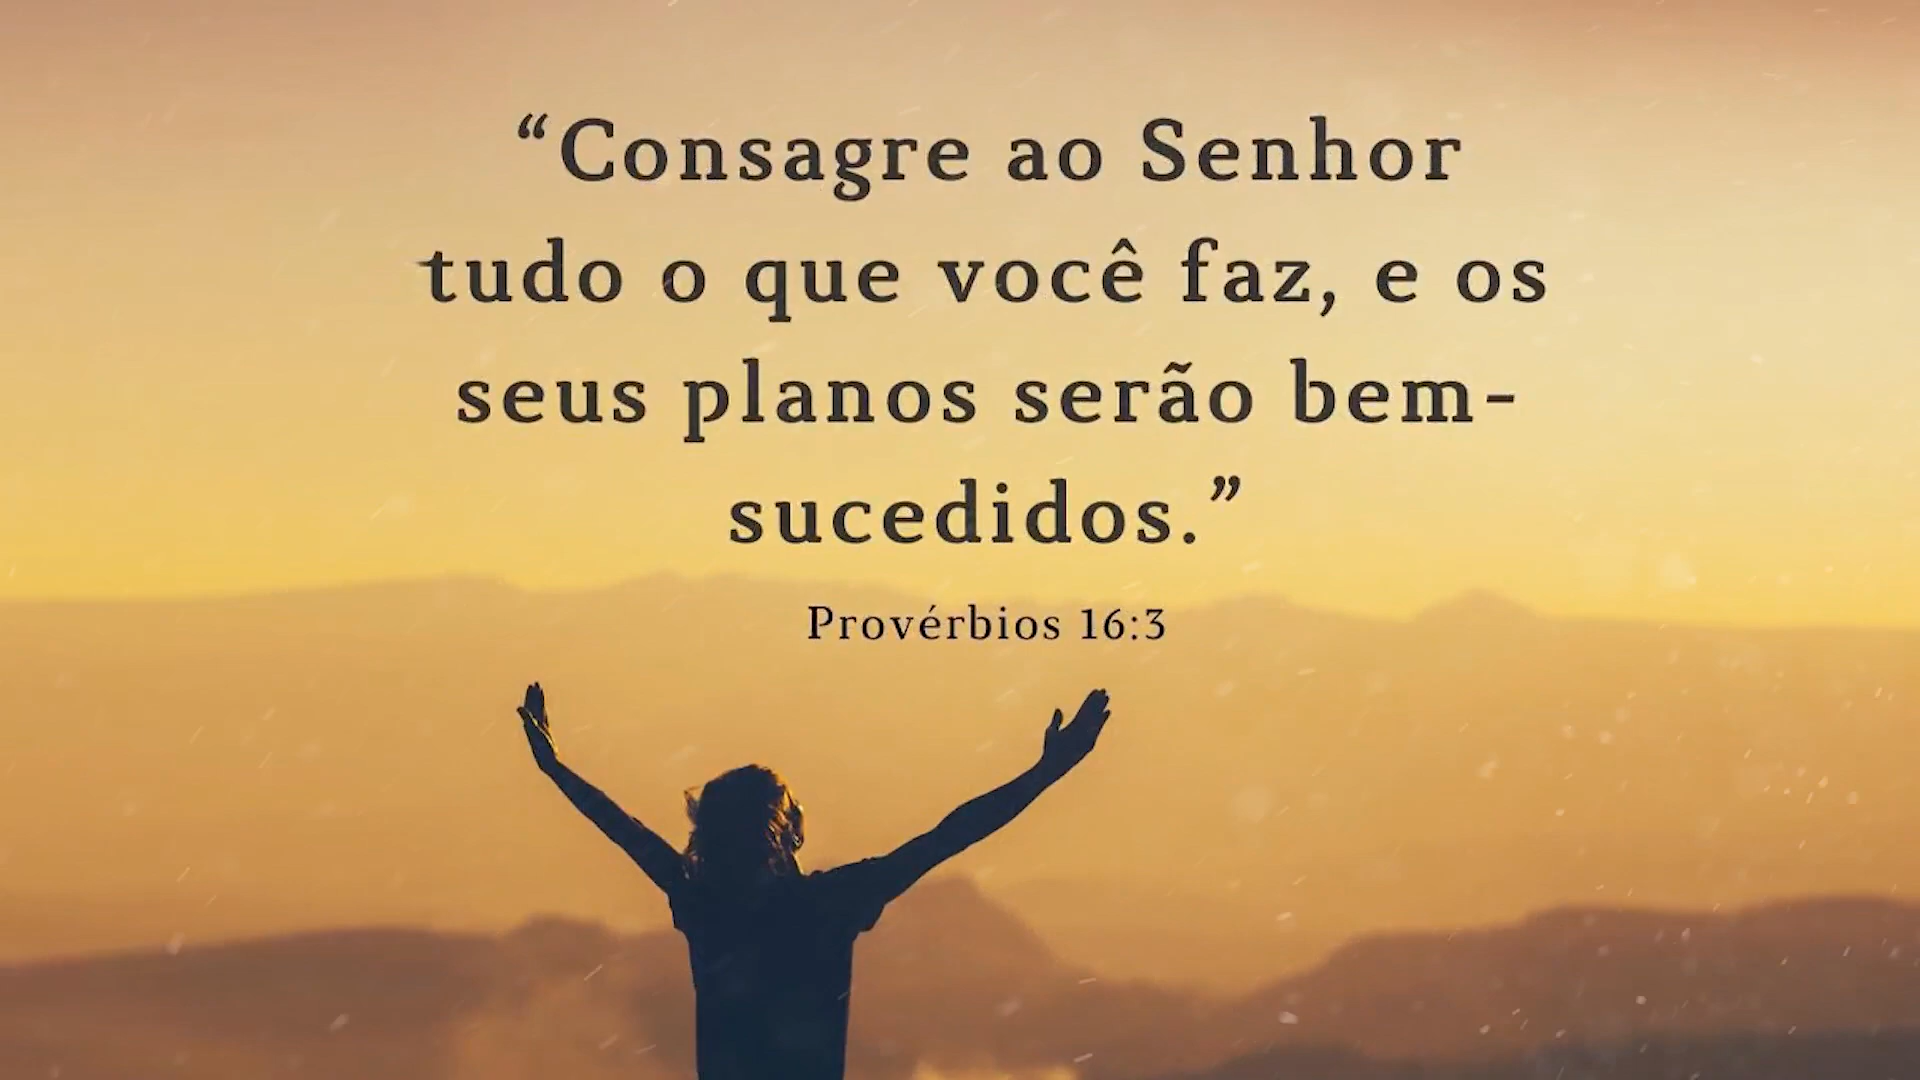 “Consagre ao Senhor
tudo o que você faz, e os
seus planos serão bem-
sucedidos.”
Provérbios 16:3